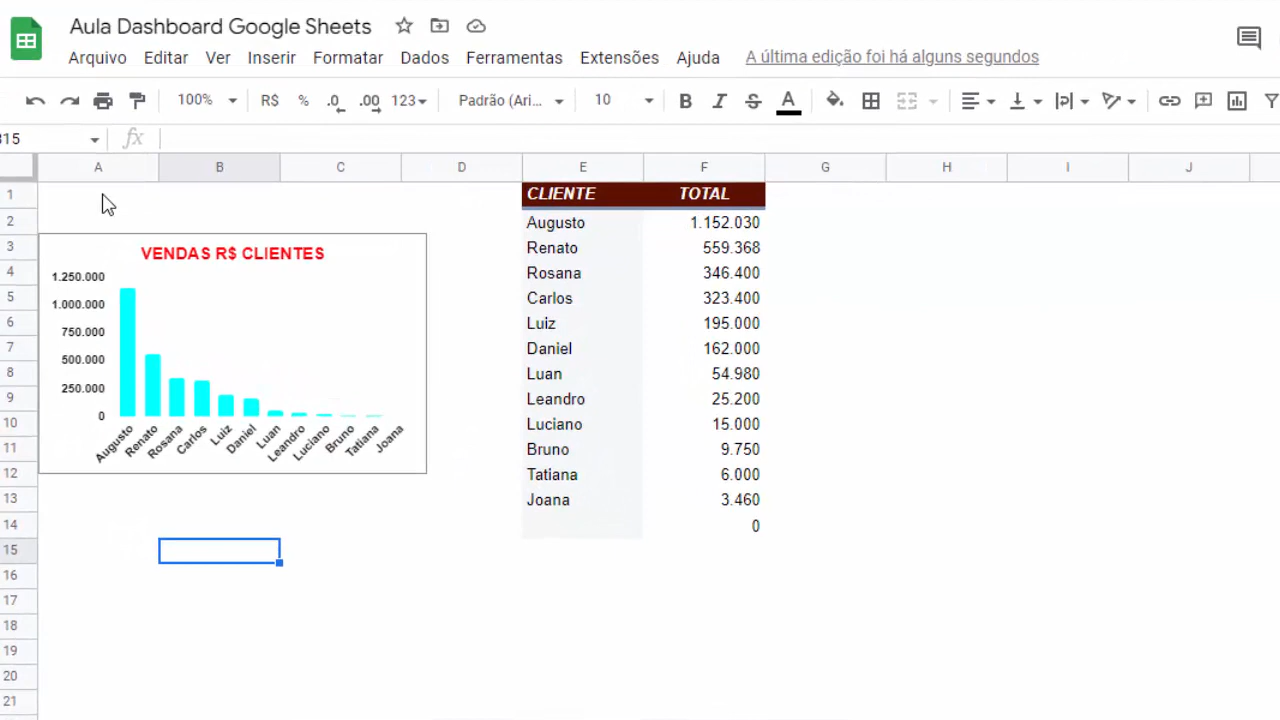 Aula Dashboard Google Sheets
Arquivo Editar Ver Inserir Formatar Dados Ferramentas Extensões Ajuda A última edição foi há alguns segundos
100% R$ % .0 .00 123 Padrão (Ari... 10 B I S A
B15 fx
A B C D E F G H I J
1 CLIENTE TOTAL
2 Augusto 1.152.030
3 Renato 559.368
4 Rosana 346.400
5 Carlos 323.400
6 Luiz 195.000
7 Daniel 162.000
8 Luan 54.980
9 Leandro 25.200
10 Luciano 15.000
11 Bruno 9.750
12 Tatiana 6.000
13 Joana 3.460
14 0
15
16
17
18
19
20
21
VENDAS R$ CLIENTES
1.250.000
1.000.000
750.000
500.000
250.000
0
Augusto Renato Rosana Carlos Luiz Daniel Luan Leandro Luciano Bruno Tatiana Joana